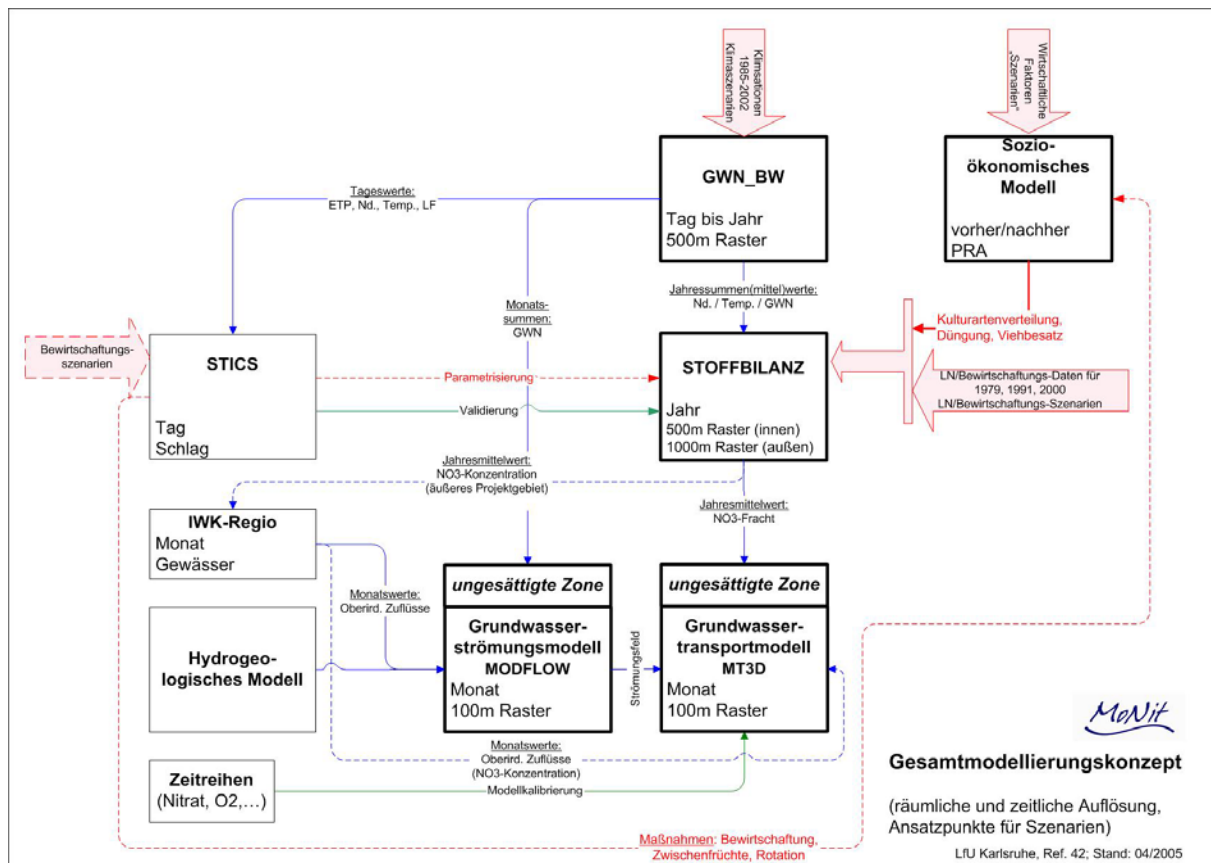 Klimsationen
1985-2002
Klimaszenarien
Wirtschaftliche
Faktoren
„Szenarien“
GWN_BW
Tag bis Jahr
500m Raster
Sozio-
ökonomisches
Modell
vorher/nachher
PRA
Tageswerte:
ETP, Nd., Temp., LF
Monats-
summen:
GWN
Jahressummen(mittel)werte:
Nd. / Temp. / GWN
Kulturartenverteilung,
Düngung, Viehbesatz
Bewirtschaftungs-
szenarien
STICS
Tag
Schlag
Parametrisierung
Validierung
STOFFBILANZ
Jahr
500m Raster (innen)
1000m Raster (außen)
LN/Bewirtschaftungs-Daten für
1979, 1991, 2000
LN/Bewirtschaftungs-Szenarien
Jahresmittelwert:
NO3-Konzentration
(äußeres Projektgebiet)
Jahresmittelwert:
NO3-Fracht
IWK-Regio
Monat
Gewässer
Monatswerte:
Oberird. Zuflüsse
Hydrogeo-
logisches Modell
ungesättigte Zone
Grundwasser-
strömungsmodell
MODFLOW
Monat
100m Raster
Strömungsfeld
ungesättigte Zone
Grundwasser-
transportmodell
MT3D
Monat
100m Raster
Monatswerte:
Oberird. Zuflüsse
(NO3-Konzentration)
Zeitreihen
(Nitrat, O2,...)
Modellkalibrierung
MoNit
Gesamtmodellierungskonzept
(räumliche und zeitliche Auflösung,
Ansatzpunkte für Szenarien)
Maßnahmen: Bewirtschaftung,
Zwischenfrüchte, Rotation
LfU Karlsruhe, Ref. 42; Stand: 04/2005